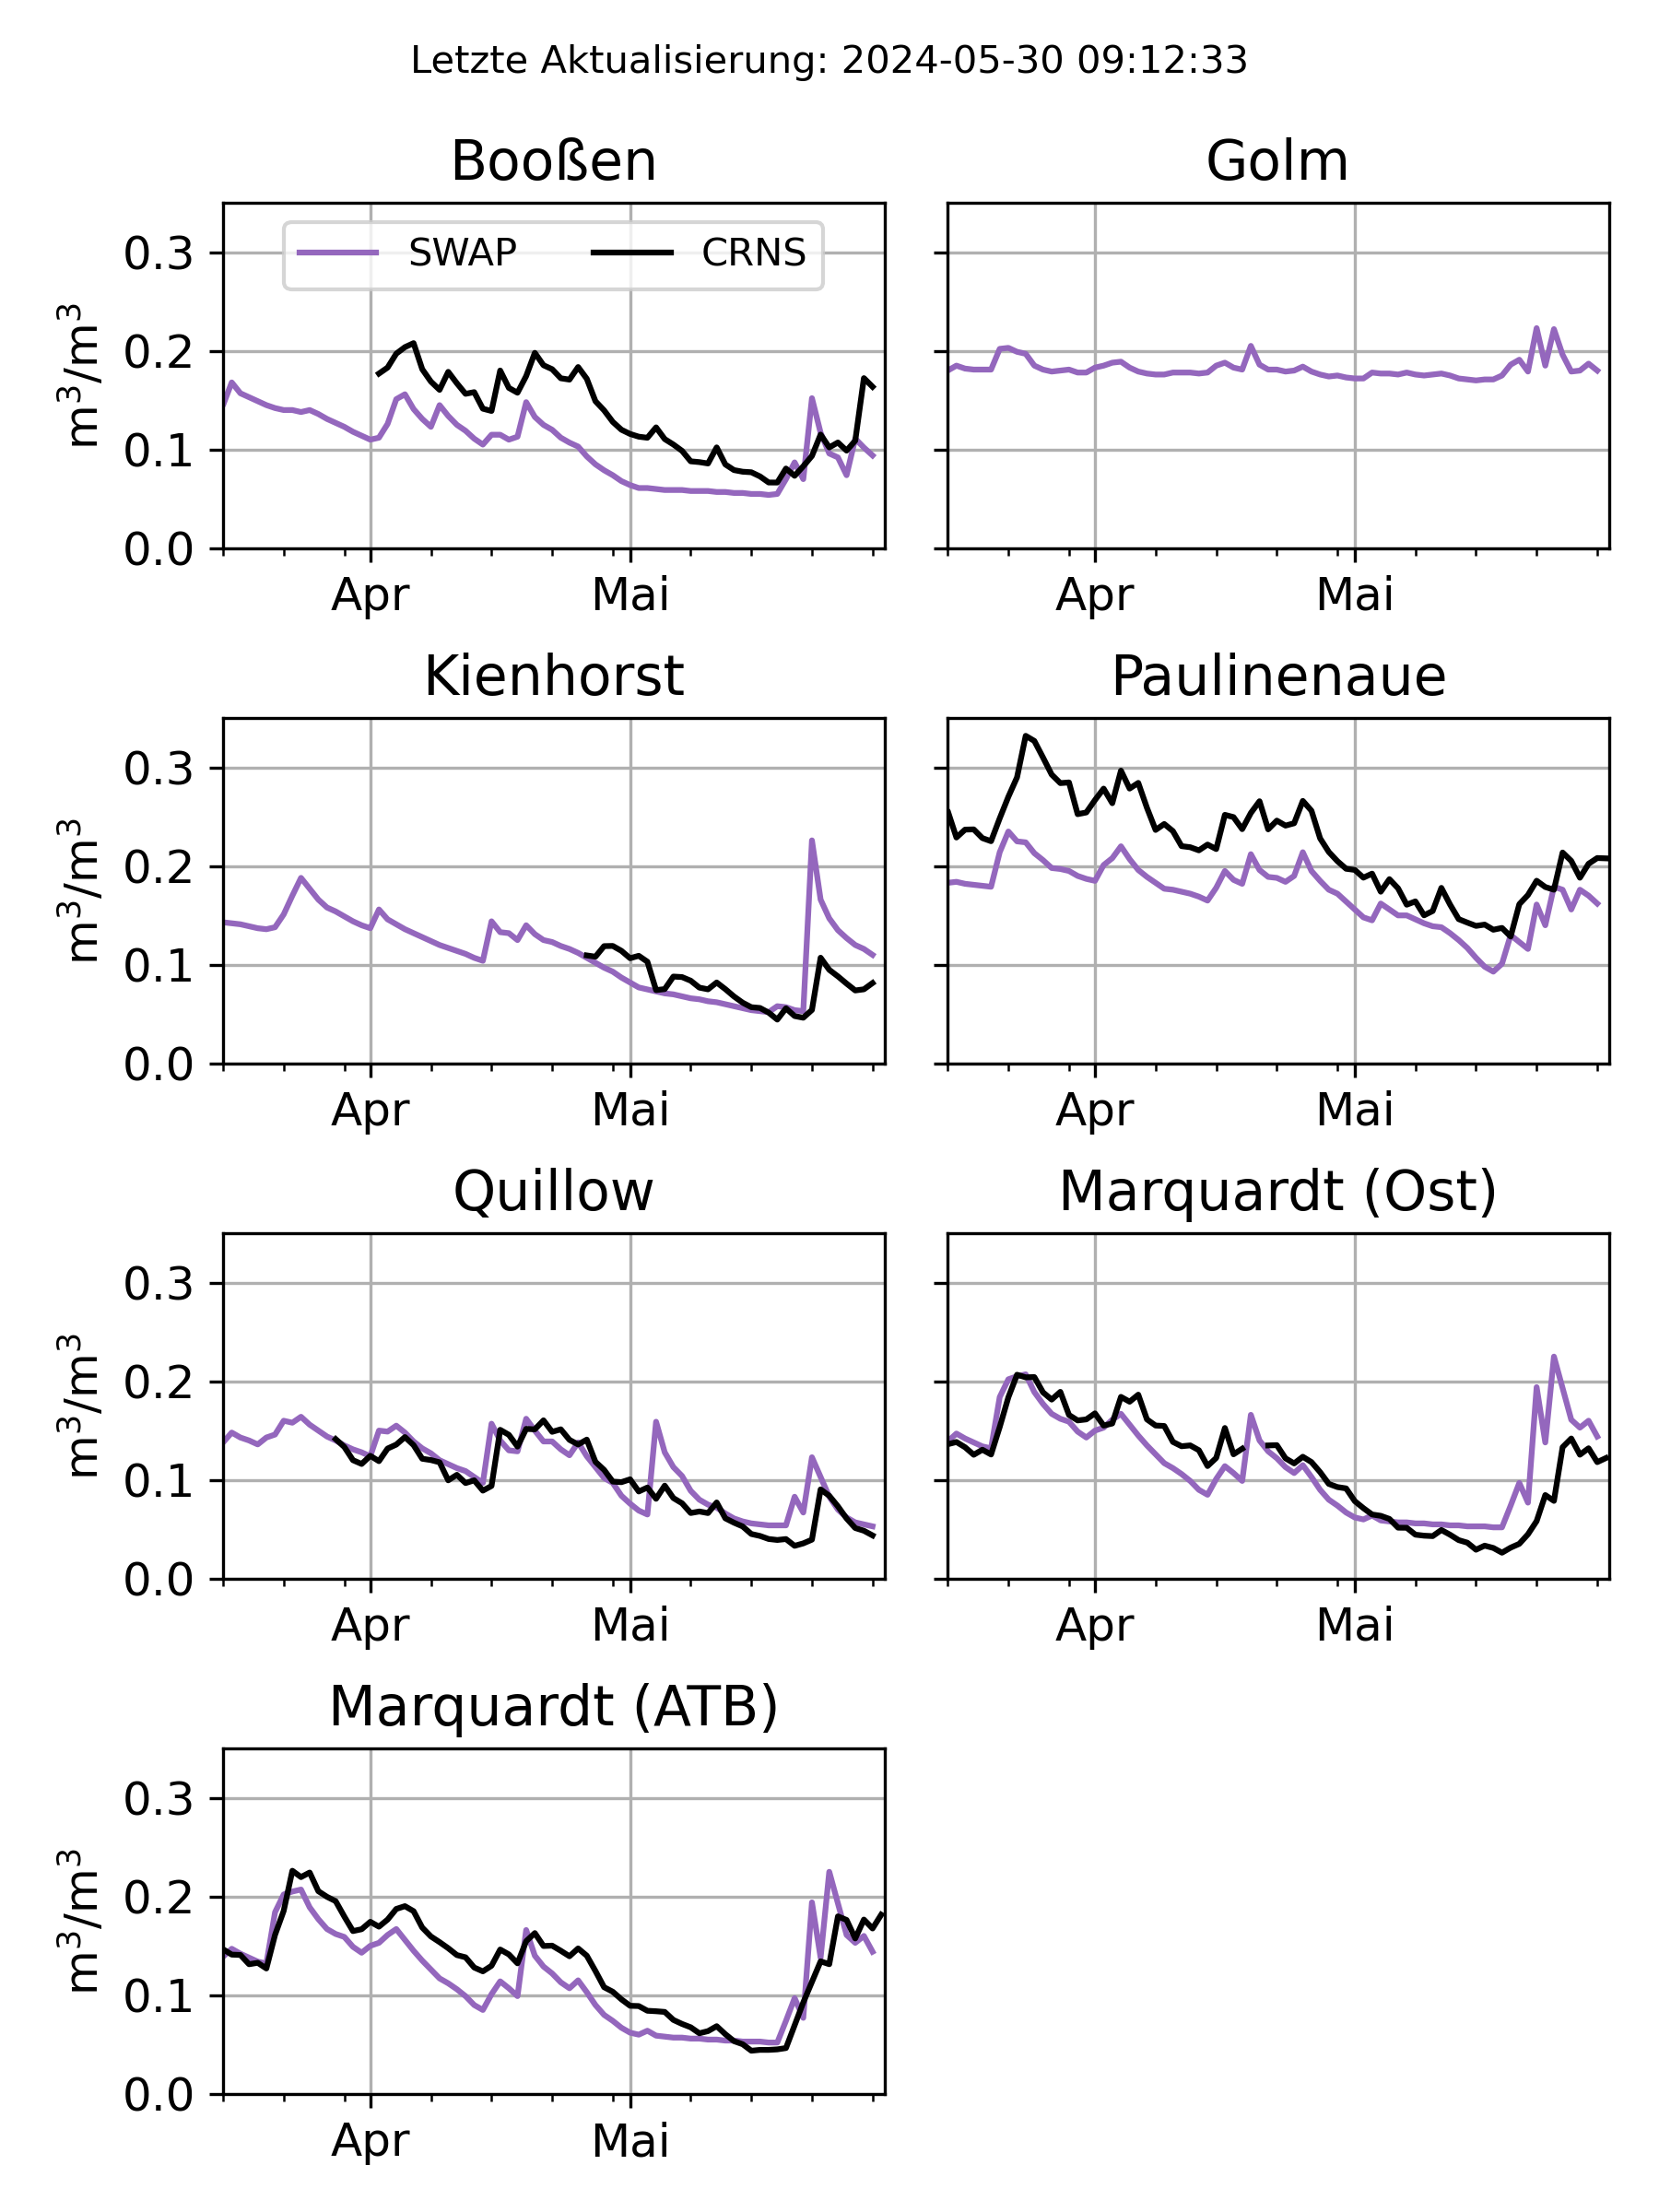 Letzte Aktualisierung: 2024-05-30 09:12:33
Booßen
m³/m³
0.3
0.2
0.1
0.0
SWAP
CRNS
Apr
Mai
Golm
Apr
Mai
Kienhorst
m³/m³
0.3
0.2
0.1
0.0
Apr
Mai
Paulinenaue
Apr
Mai
Quillow
m³/m³
0.3
0.2
0.1
0.0
Apr
Mai
Marquardt (Ost)
Apr
Mai
Marquardt (ATB)
m³/m³
0.3
0.2
0.1
0.0
Apr
Mai